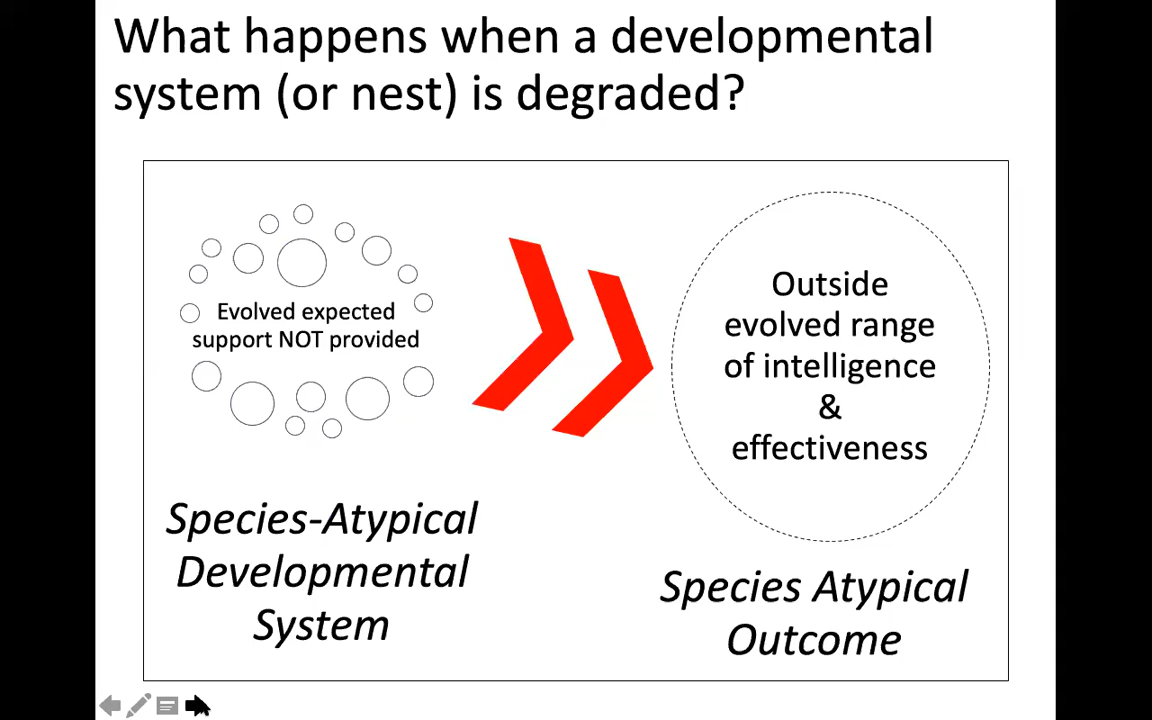 What happens when a developmental
system (or nest) is degraded?
Evolved expected
support NOT provided
Outside
evolved range
of intelligence
&
effectiveness
Species-Atypical
Developmental
System
Species Atypical
Outcome